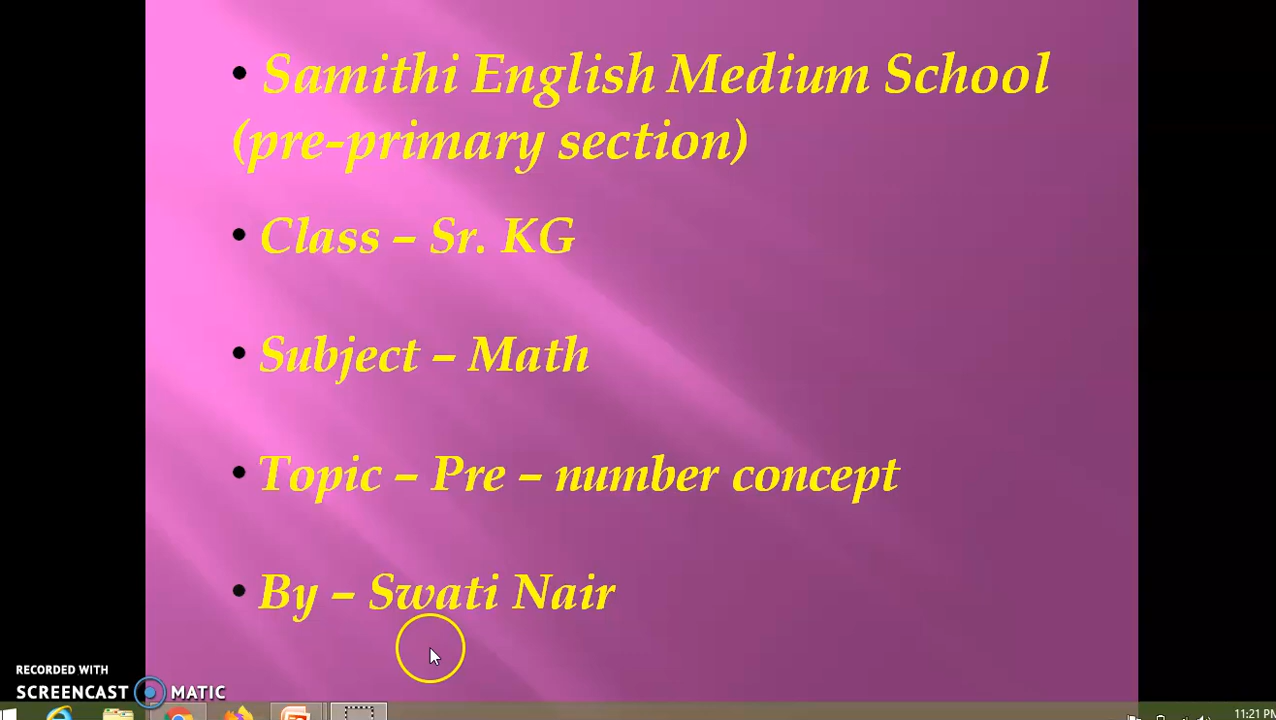 • Samithi English Medium School
(pre-primary section)
• Class – Sr. KG
• Subject – Math
• Topic – Pre – number concept
• By – Swati Nair
RECORDED WITH
SCREENCAST MATIC
11:21 PM